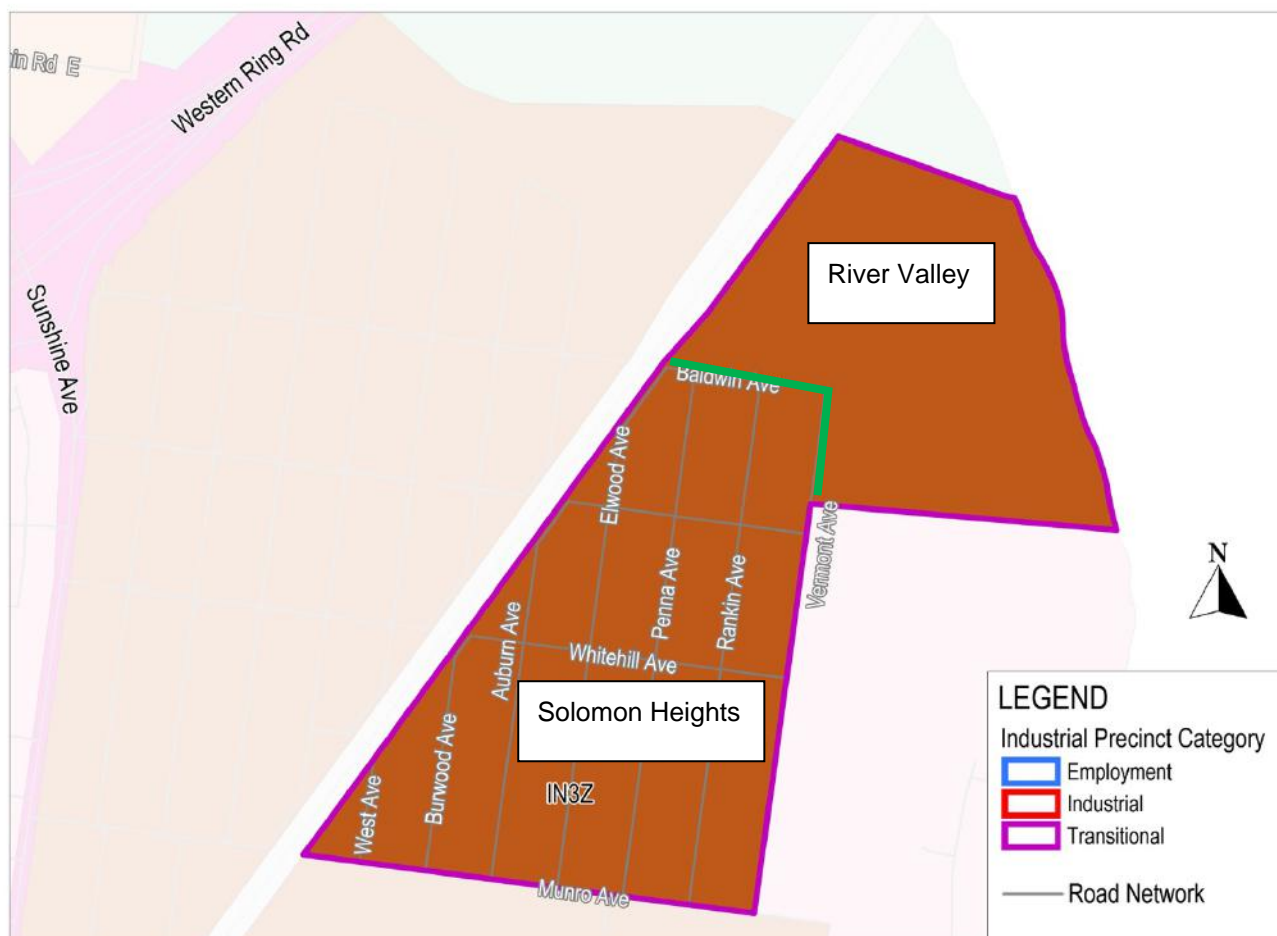 in Rd E
Western Ring Rd
Sunshine Ave
River Valley
Baldwin Ave
Elwood Ave
Vermont Ave
Penna Ave
Rankin Ave
Auburn Ave
Whitehill Ave
Solomon Heights
Burwood Ave
IN3Z
West Ave
Munro Ave
N
LEGEND
Industrial Precinct Category
Employment
Industrial
Transitional
Road Network